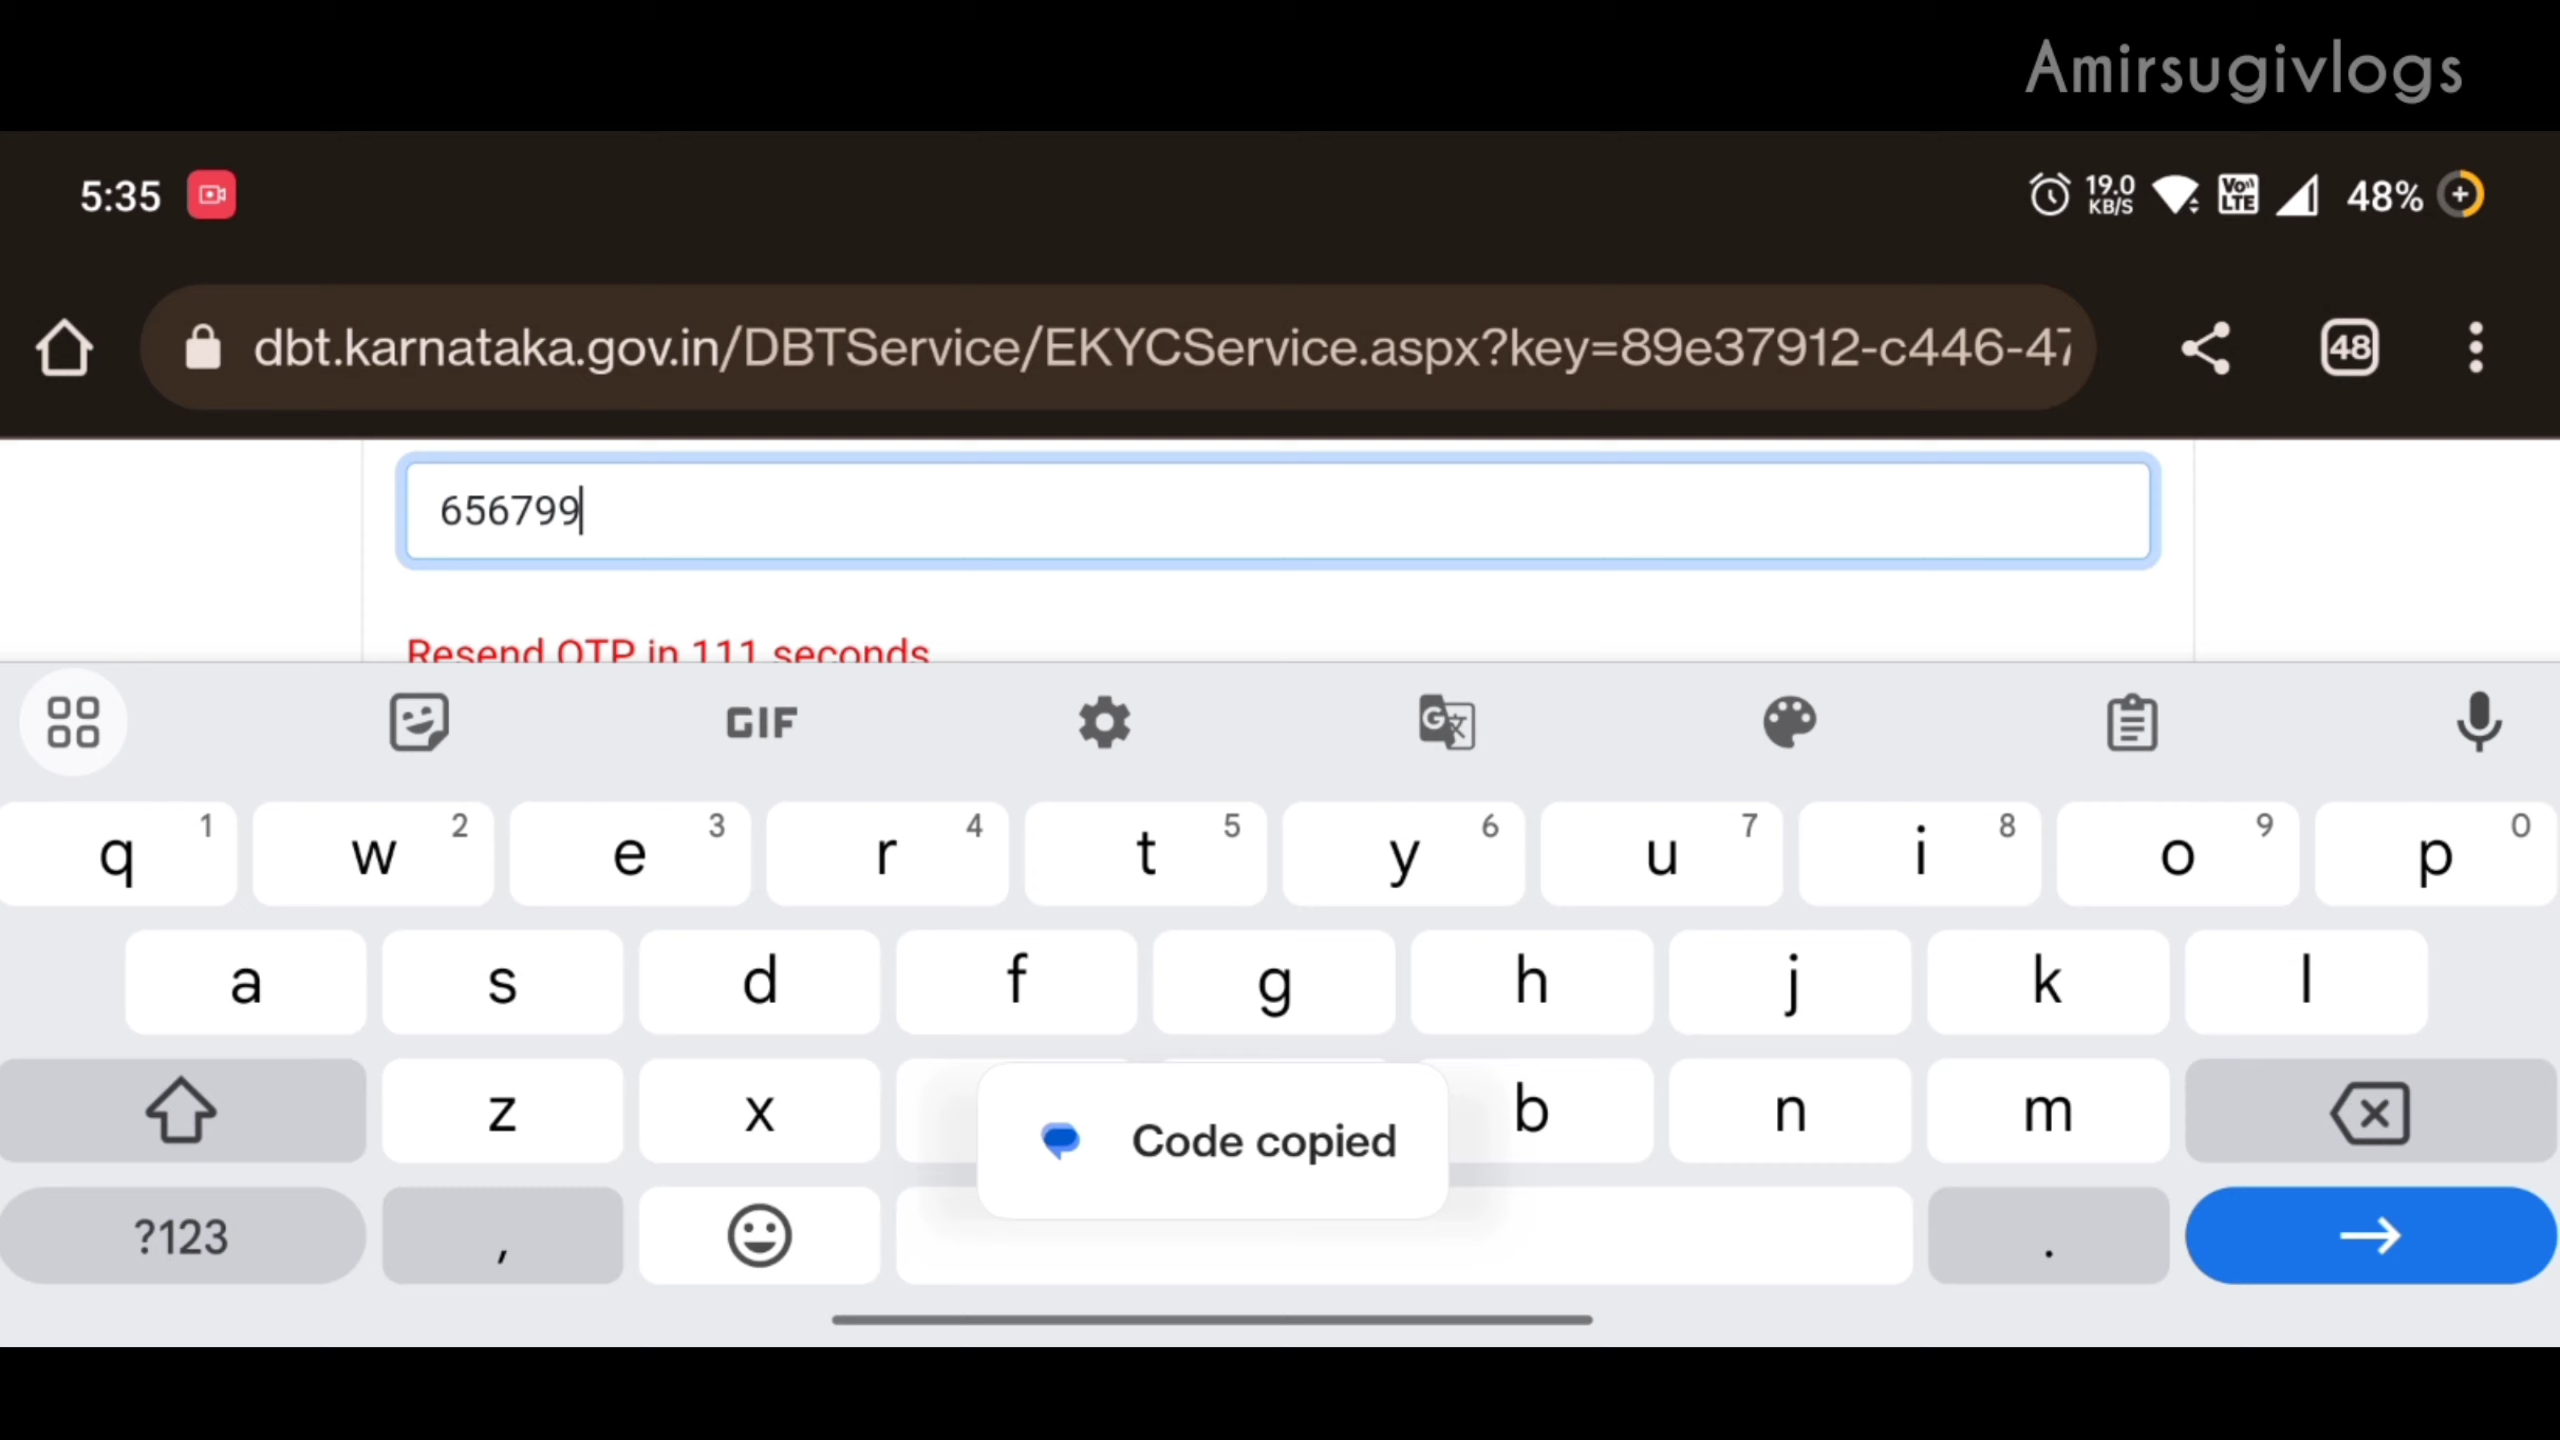 Amirsugivlogs
5:35
19.0 KB/S Vo LTE 48%
dbt.karnataka.gov.in/DBTService/EKYCService.aspx?key=89e37912-c446-47
48
656799
Resend OTP in 111 seconds
GIF
q 1 w 2 e 3 r 4 t 5 y 6 u 7 i 8 o 9 p 0
a s d f g h j k l
z x b n m
Code copied
?123 , .